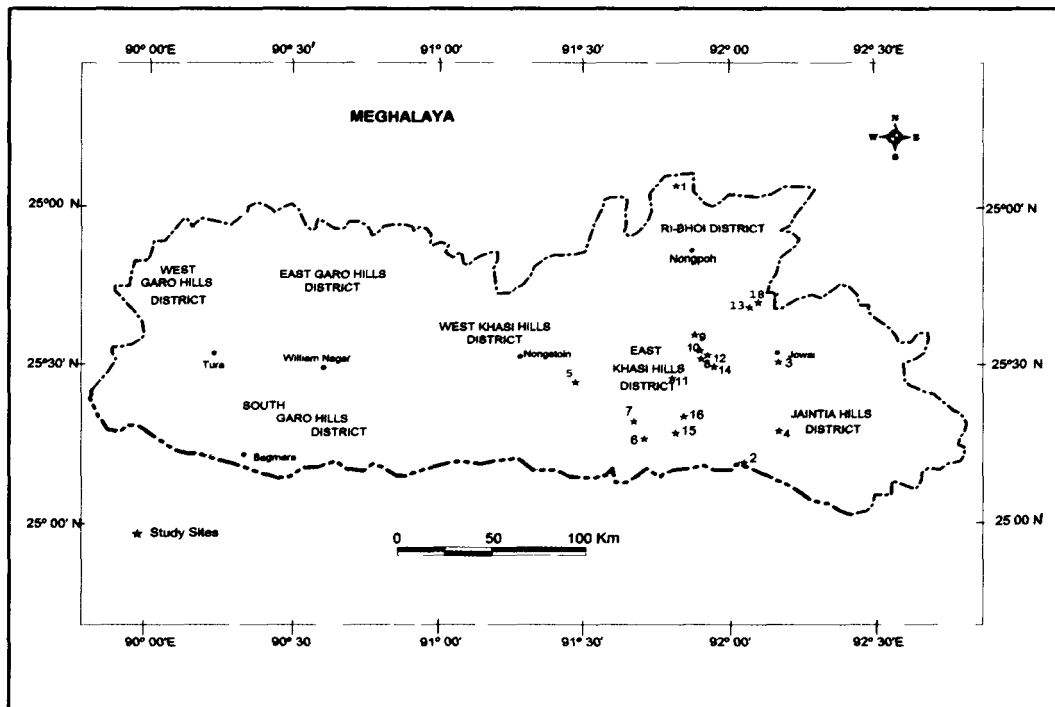 90° 00'E 90° 30' 91° 00'E 91° 30'E 92° 00'E 92° 30'E
MEGHALAYA
N
W E
S
1
25° 00' N 25° 00' N
RI-BHOI DISTRICT
Nongpoh
WEST
GARO HILLS
DISTRICT
EAST GARO HILLS
DISTRICT
18
13
WEST KHASI HILLS
DISTRICT
9
10
EAST
KHASI HILLS
DISTRICT
12
8
14
11
Jowai
3
Tura
William Nagar
Nongstoin
25° 30' N 25° 30' N
5
SOUTH
GARO HILLS
DISTRICT
7
16
6
15
JAINTIA HILLS
DISTRICT
4
Bagmara
2
25° 00' N 25° 00' N
Study Sites
0 50 100 Km
90° 00'E 90° 30'E 91° 00'E 91° 30'E 92° 00'E 92° 30'E